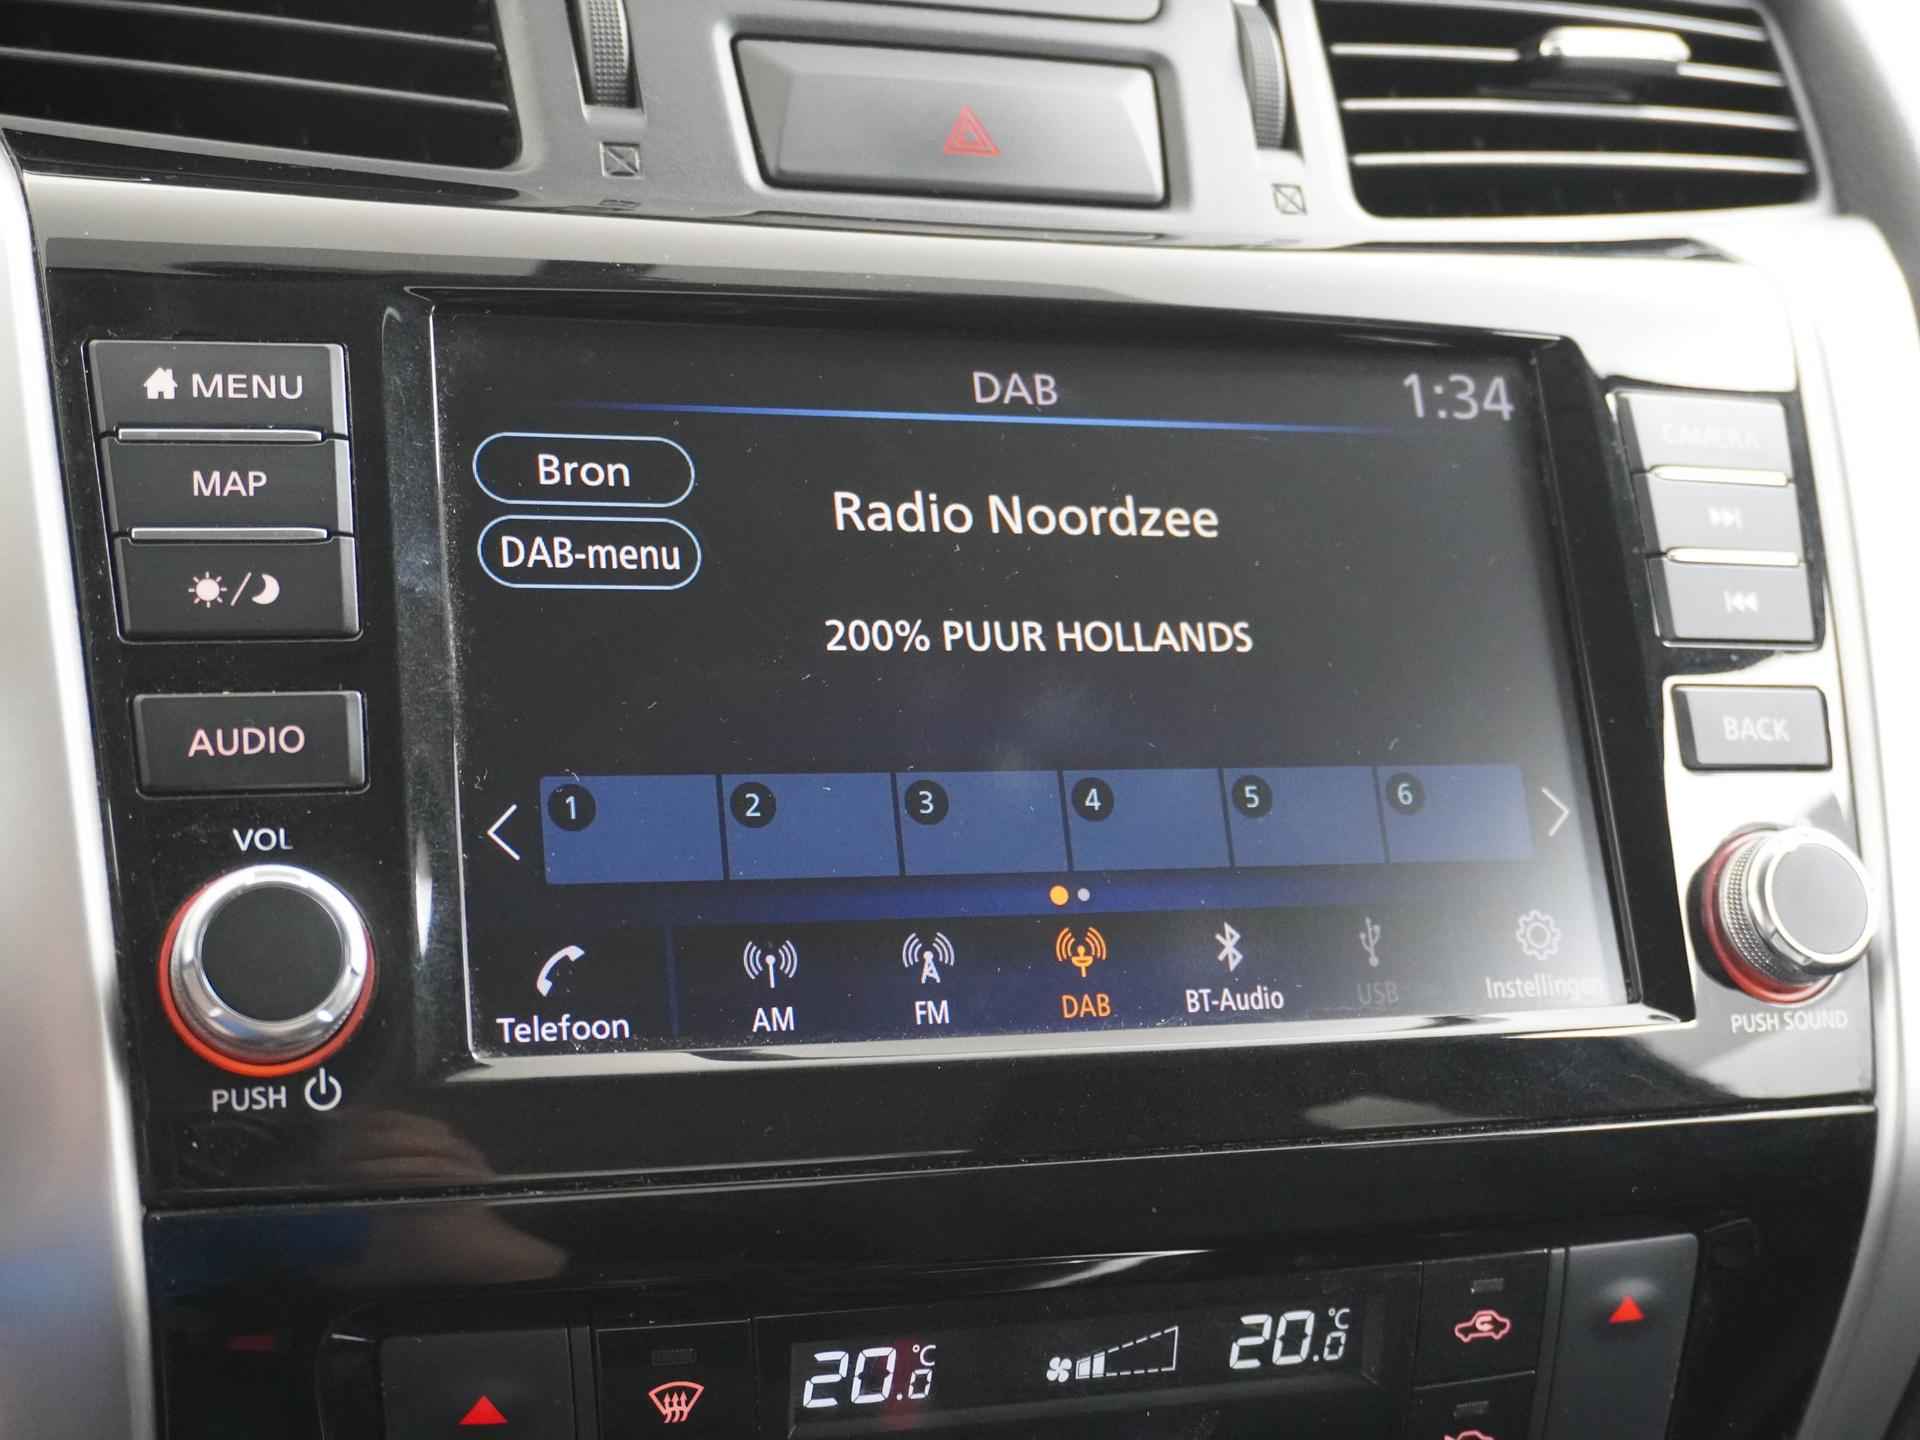 DAB
1:34
MENU
CAMERA
Bron
MAP
Radio Noordzee
DAB-menu
200% PUUR HOLLANDS
AUDIO
BACK
1 2 3 4 5 6
VOL
Telefoon AM FM DAB BT-Audio USB Instellingen
PUSH SOUND
PUSH
20.0 °C
20.0 °C